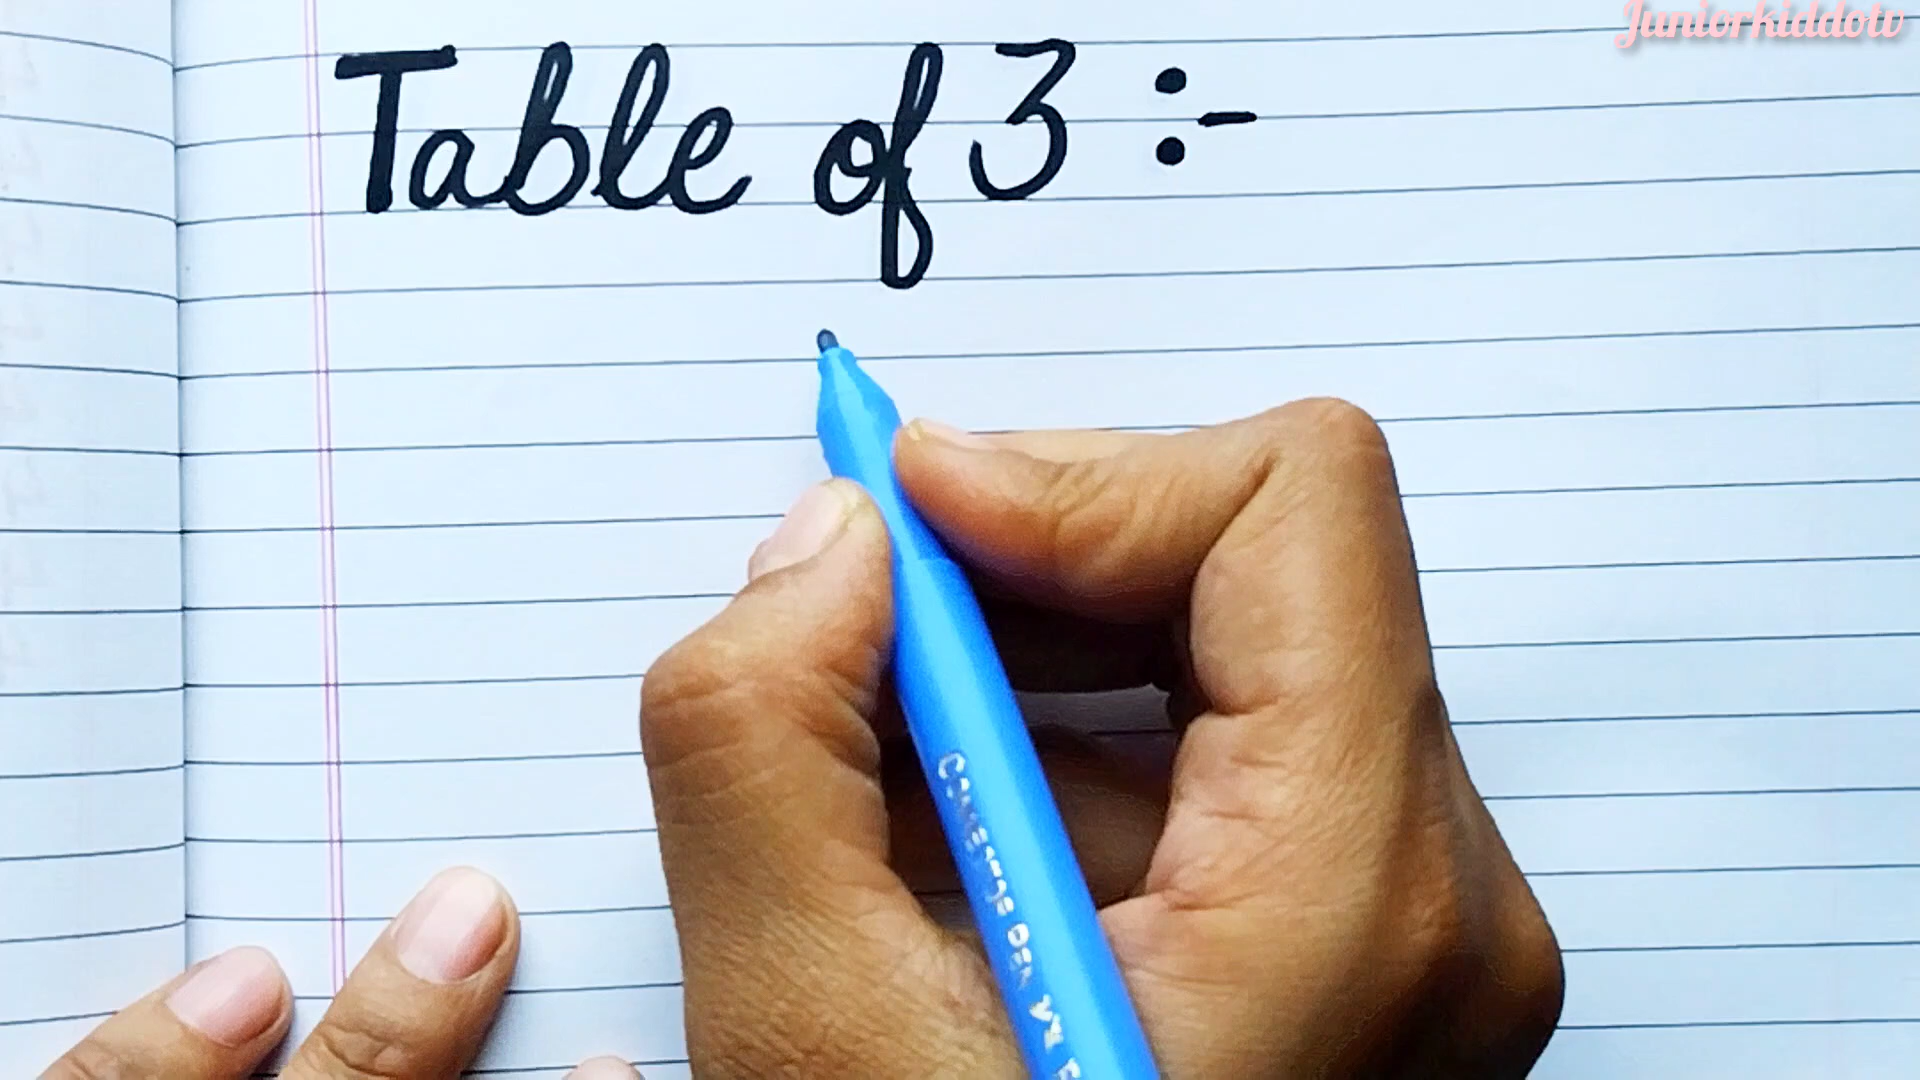 Juniorkiddotv
Table of 3 :-